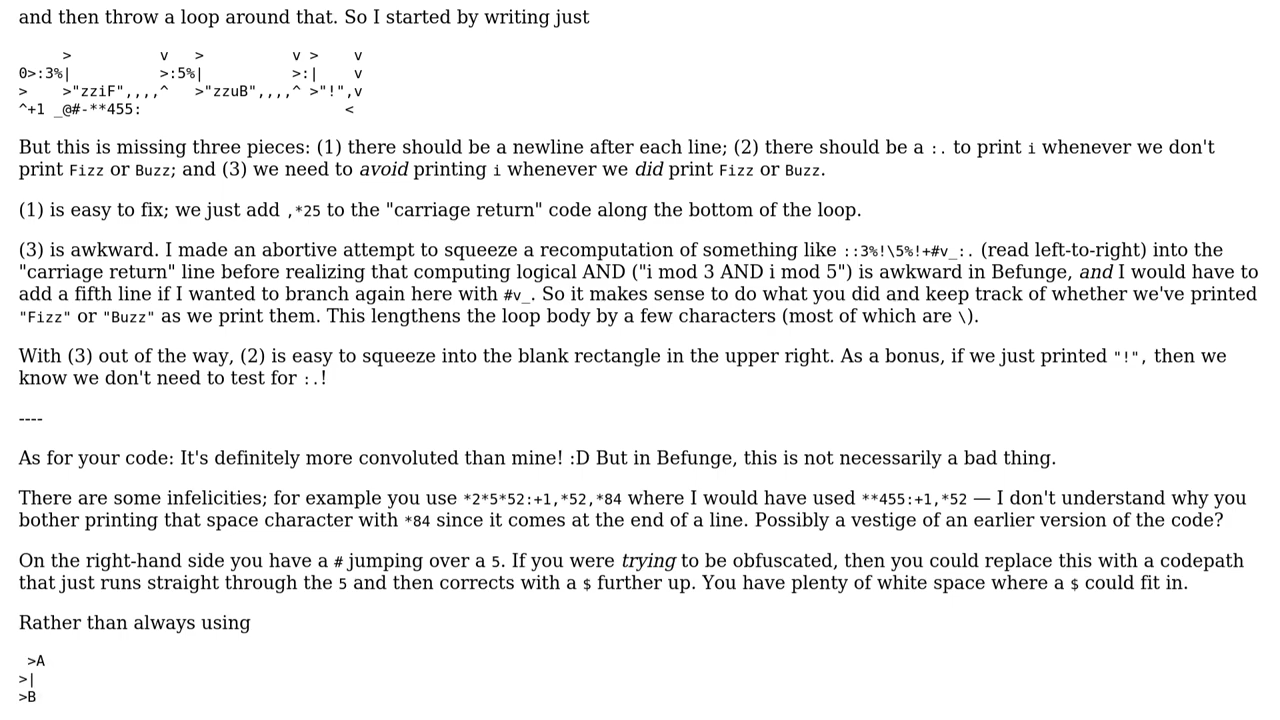 and then throw a loop around that. So I started by writing just
     >          v   >          v >    v
0>:3%|          >:5%|          >:|    v
>    >"zziF",,,,^   >"zzuB",,,,^ >"!",v
^+1 _@#-**455:                       <
But this is missing three pieces: (1) there should be a newline after each line; (2) there should be a :. to print i whenever we don't
print Fizz or Buzz; and (3) we need to avoid printing i whenever we did print Fizz or Buzz.
(1) is easy to fix; we just add ,*25 to the "carriage return" code along the bottom of the loop.
(3) is awkward. I made an abortive attempt to squeeze a recomputation of something like ::3%!\5%!+#v_:. (read left-to-right) into the
"carriage return" line before realizing that computing logical AND ("i mod 3 AND i mod 5") is awkward in Befunge, and I would have to
add a fifth line if I wanted to branch again here with #v_. So it makes sense to do what you did and keep track of whether we've printed
"Fizz" or "Buzz" as we print them. This lengthens the loop body by a few characters (most of which are \).
With (3) out of the way, (2) is easy to squeeze into the blank rectangle in the upper right. As a bonus, if we just printed "!", then we
know we don't need to test for :.!
----
As for your code: It's definitely more convoluted than mine! :D But in Befunge, this is not necessarily a bad thing.
There are some infelicities; for example you use *2*5*52:+1,*52,*84 where I would have used **455:+1,*52 — I don't understand why you
bother printing that space character with *84 since it comes at the end of a line. Possibly a vestige of an earlier version of the code?
On the right-hand side you have a # jumping over a 5. If you were trying to be obfuscated, then you could replace this with a codepath
that just runs straight through the 5 and then corrects with a $ further up. You have plenty of white space where a $ could fit in.
Rather than always using
 >A
>|
>B